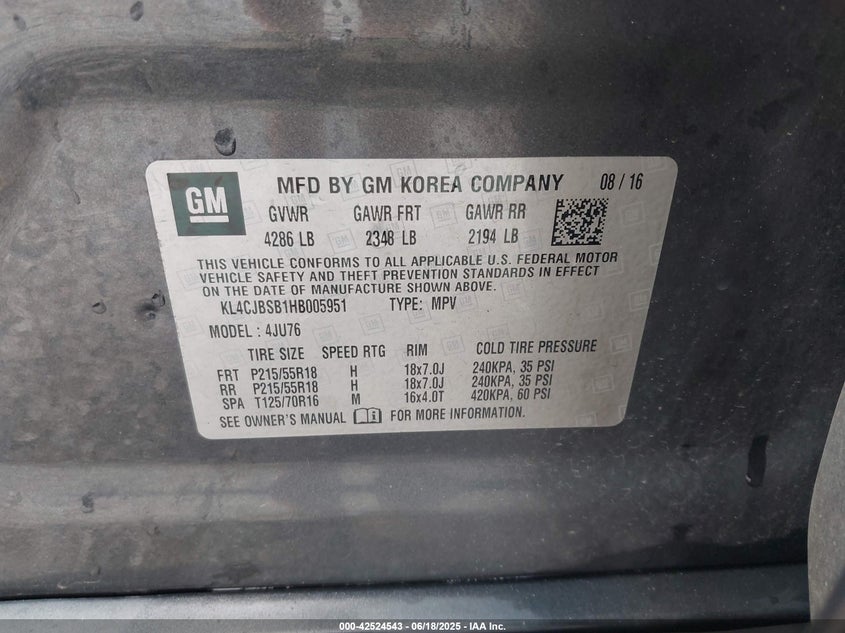 GM MFD BY GM KOREA COMPANY 08 / 16
GVWR GAWR FRT GAWR RR
4286 LB 2348 LB 2194 LB
THIS VEHICLE CONFORMS TO ALL APPLICABLE U.S. FEDERAL MOTOR
VEHICLE SAFETY AND THEFT PREVENTION STANDARDS IN EFFECT
ON THE DATE OF MANUFACTURE SHOWN ABOVE.
KL4CJBSB1HB005951 TYPE: MPV
MODEL : 4JU76
TIRE SIZE SPEED RTG RIM COLD TIRE PRESSURE
FRT P215/55R18 H 18x7.0J 240KPA, 35 PSI
RR P215/55R18 H 18x7.0J 240KPA, 35 PSI
SPA T125/70R16 M 16x4.0T 420KPA, 60 PSI
SEE OWNER'S MANUAL FOR MORE INFORMATION.
000-42524543 / 06/18/2025 - IAA Inc.